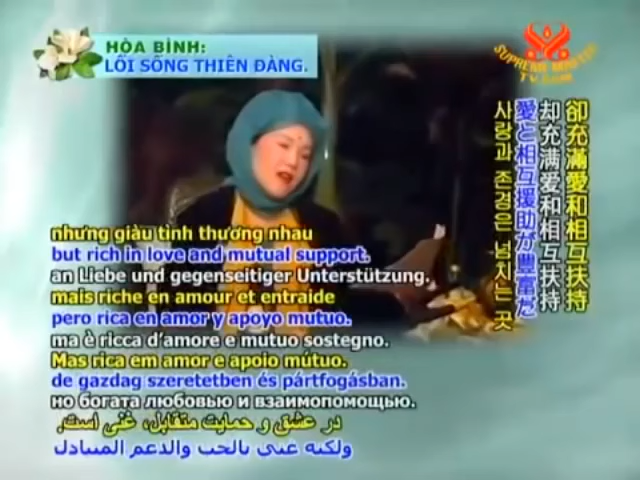 HÒA BÌNH:
LỐI SỐNG THIÊN ĐÀNG.
SUPREME MASTER
TV.COM
nhưng giàu tình thương nhau
but rich in love and mutual support.
an Liebe und gegenseitiger Unterstützung.
mais riche en amour et entraide
pero rica en amor y apoyo mutuo.
ma è ricca d'amore e mutuo sostegno.
Mas rica em amor e apoio mútuo.
de gazdag szeretetben és pártfogásban.
но богата любовью и взаимопомощью.
در عشق و حمایت متقابل، غنی است.
ولكنه غني بالحب والدعم المتبادل
卻充滿愛和相互扶持
却充满爱和相互扶持
愛と相互援助が豊富だ
사랑과 존경은 넘치는 곳